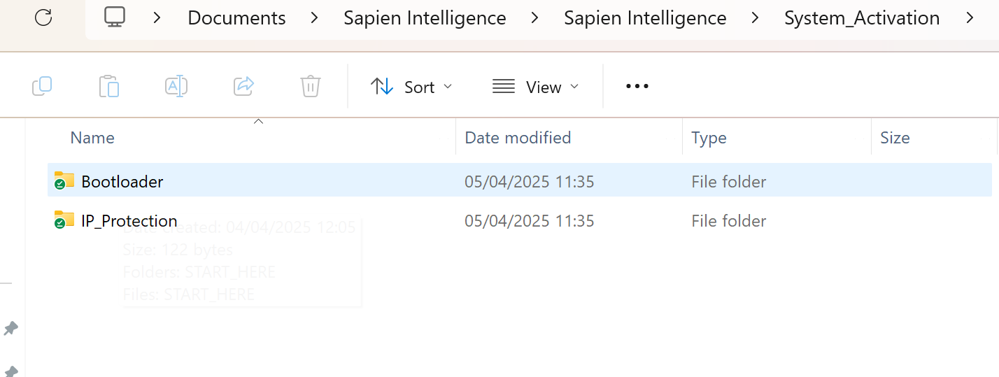 Documents > Sapien Intelligence > Sapien Intelligence > System_Activation >
Sort View
Name Date modified Type Size
Bootloader 05/04/2025 11:35 File folder
IP_Protection 05/04/2025 11:35 File folder
Date created: 04/04/2025 12:05
Size: 122 bytes
Folders: START_HERE
Files: START_HERE